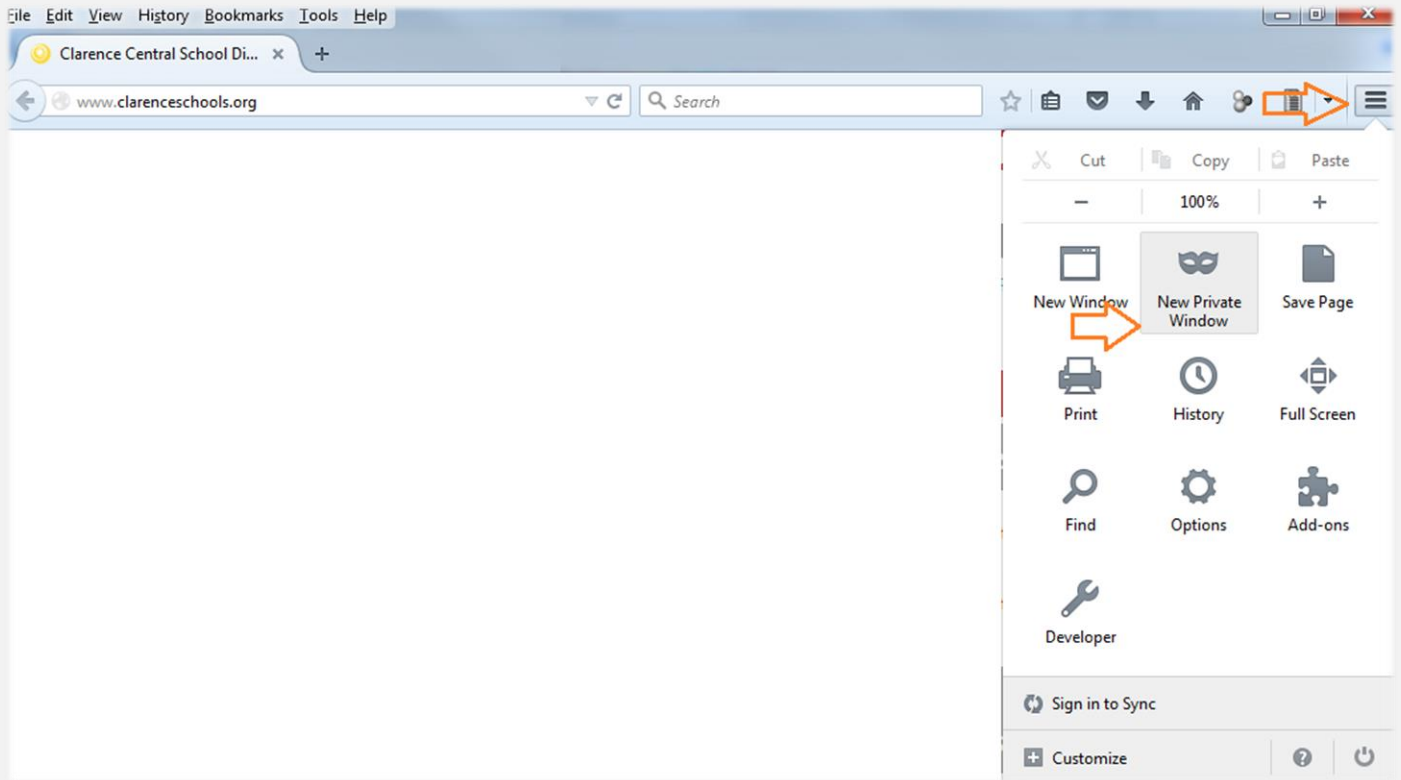 File Edit View History Bookmarks Tools Help
Clarence Central School Di...
www.clarenceschools.org
Search
Cut Copy Paste
100%
New Window New Private Window Save Page
Print History Full Screen
Find Options Add-ons
Developer
Sign in to Sync
Customize